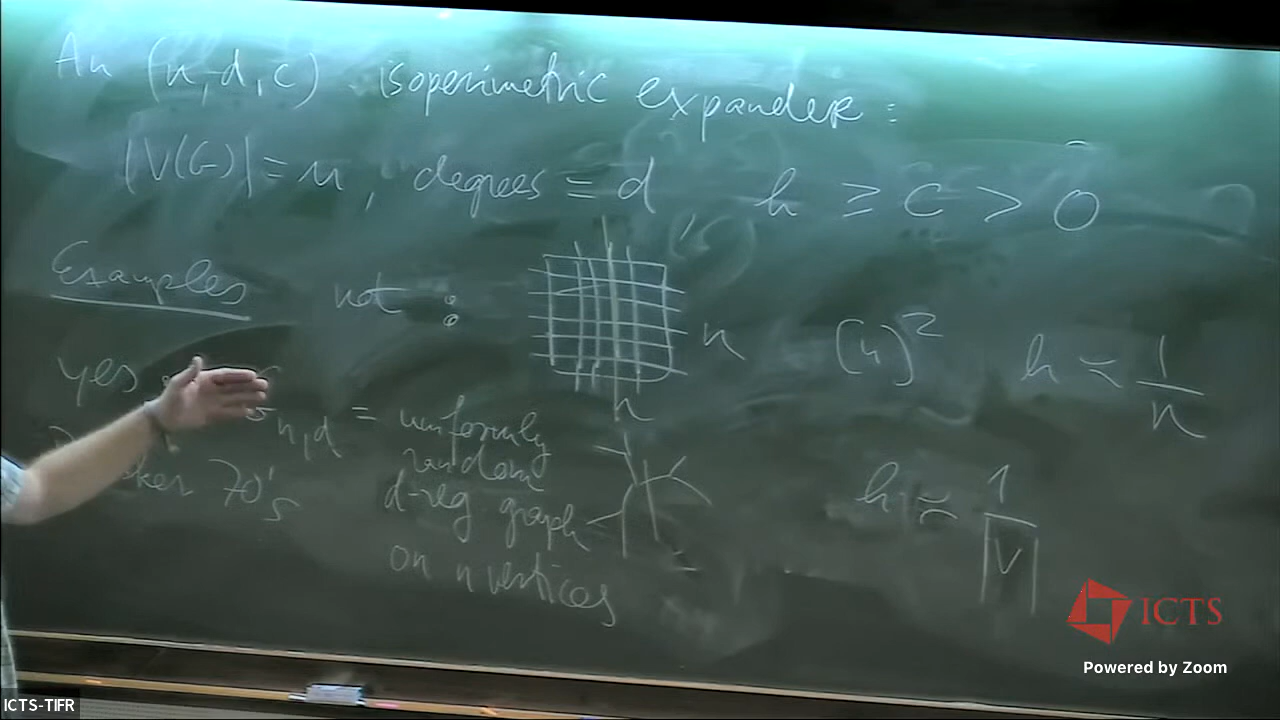 An (n, d, c) isoperimetric expander :
|V(G)| = n, degrees = d h ≥ c > 0
Examples not :
n
n
(n)² h ≍ 1/n
yes
n,d = uniformly
random
d-reg graph
on n vertices
70's
h ≍ 1/|V|
ICTS
Powered by Zoom
ICTS-TIFR